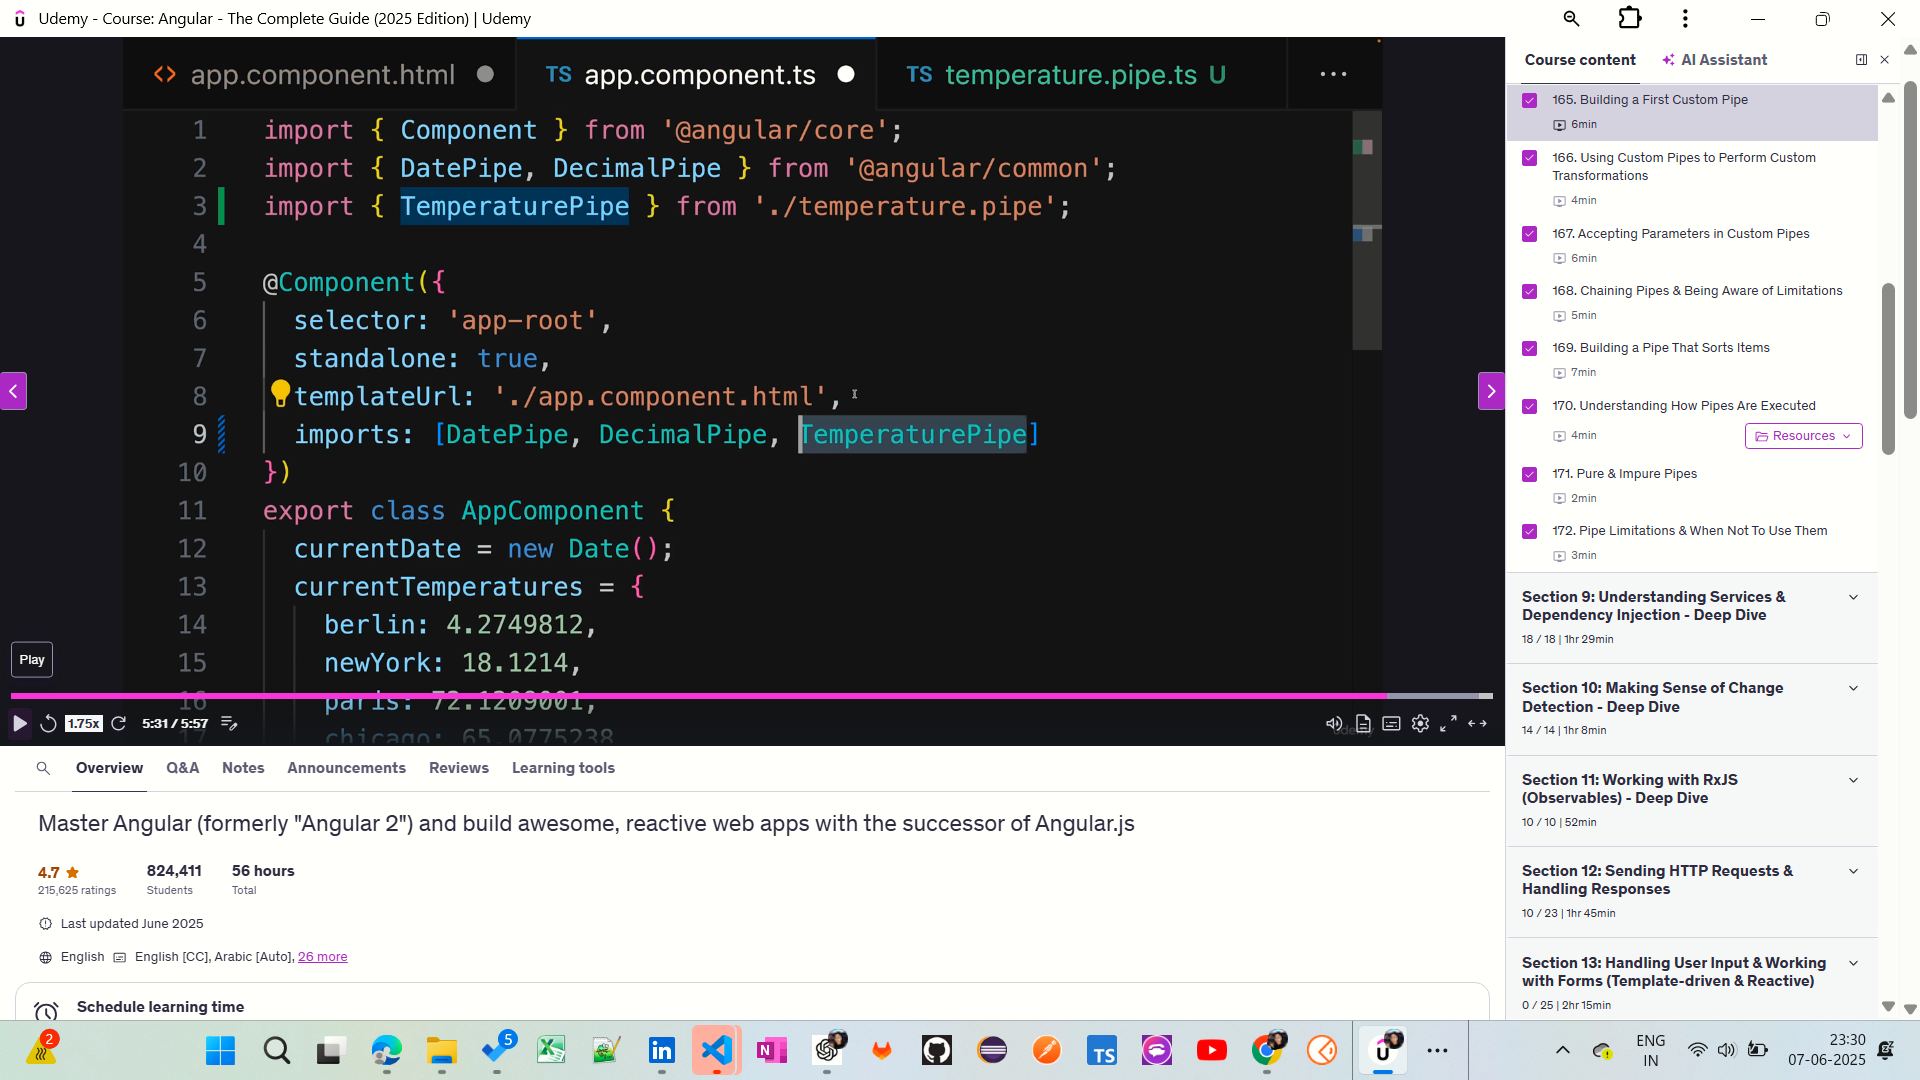 Udemy - Course: Angular - The Complete Guide (2025 Edition) | Udemy
app.component.html
TS app.component.ts
TS temperature.pipe.ts U
1 import { Component } from '@angular/core';
2 import { DatePipe, DecimalPipe } from '@angular/common';
3 import { TemperaturePipe } from './temperature.pipe';
4
5 @Component({
6 selector: 'app-root',
7 standalone: true,
8 templateUrl: './app.component.html',
9 imports: [DatePipe, DecimalPipe, TemperaturePipe]
10 })
11 export class AppComponent {
12 currentDate = new Date();
13 currentTemperatures = {
14 berlin: 4.2749812,
15 newYork: 18.1214,
16 paris: 72.1209001,
17 chicago: 65.0775238
Play
1.75x
5:31 / 5:57
udemy
Course content
AI Assistant
165. Building a First Custom Pipe
6min
166. Using Custom Pipes to Perform Custom
Transformations
4min
167. Accepting Parameters in Custom Pipes
6min
168. Chaining Pipes & Being Aware of Limitations
5min
169. Building a Pipe That Sorts Items
7min
170. Understanding How Pipes Are Executed
4min
Resources
171. Pure & Impure Pipes
2min
172. Pipe Limitations & When Not To Use Them
3min
Section 9: Understanding Services &
Dependency Injection - Deep Dive
18 / 18 | 1hr 29min
Section 10: Making Sense of Change
Detection - Deep Dive
14 / 14 | 1hr 8min
Section 11: Working with RxJS
(Observables) - Deep Dive
10 / 10 | 52min
Section 12: Sending HTTP Requests &
Handling Responses
10 / 23 | 1hr 45min
Section 13: Handling User Input & Working
with Forms (Template-driven & Reactive)
0 / 25 | 2hr 15min
Overview
Q&A
Notes
Announcements
Reviews
Learning tools
Master Angular (formerly "Angular 2") and build awesome, reactive web apps with the successor of Angular.js
4.7
215,625 ratings
824,411
Students
56 hours
Total
Last updated June 2025
English
English [CC], Arabic [Auto], 26 more
Schedule learning time
2
5
TS
ENG
IN
23:30
07-06-2025